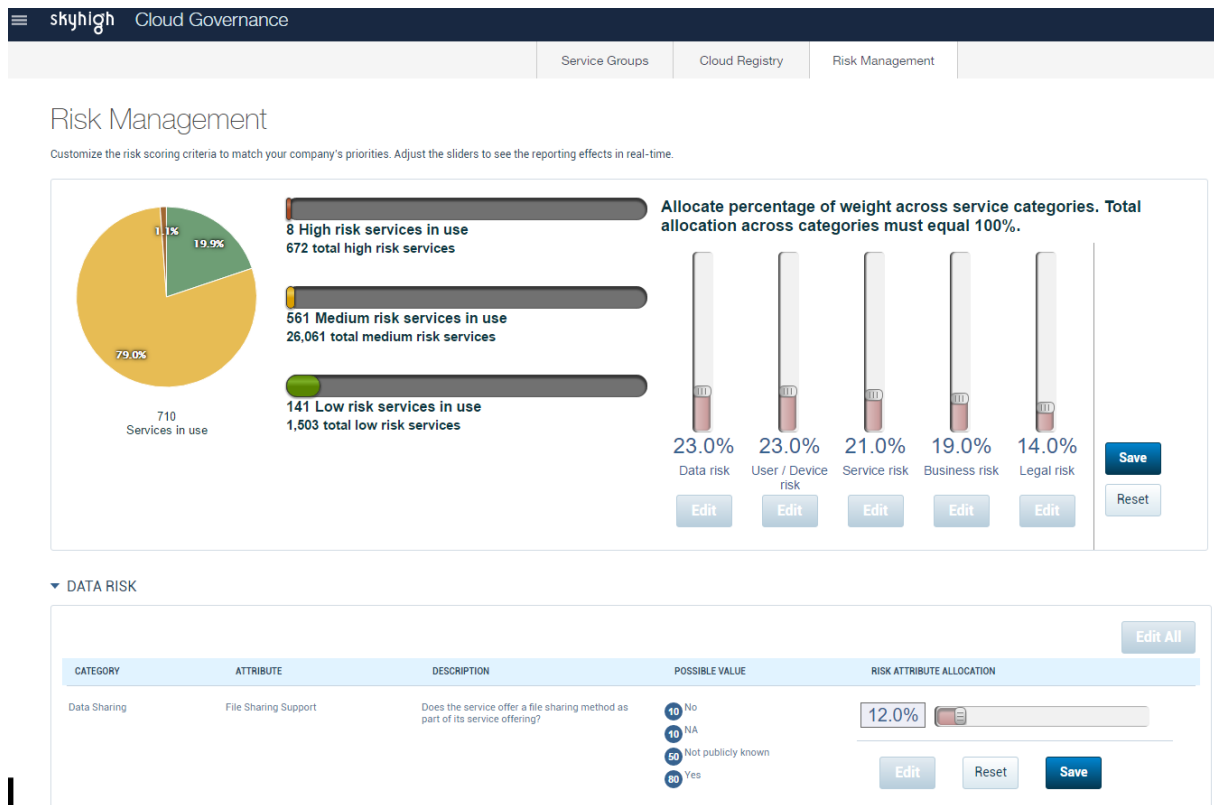 skyhigh Cloud Governance
Service Groups Cloud Registry Risk Management
Risk Management
Customize the risk scoring criteria to match your company's priorities. Adjust the sliders to see the reporting effects in real-time.
1.1%
19.9%
79.0%
710
Services in use
8 High risk services in use
672 total high risk services
561 Medium risk services in use
26,061 total medium risk services
141 Low risk services in use
1,503 total low risk services
Allocate percentage of weight across service categories. Total
allocation across categories must equal 100%.
23.0% 23.0% 21.0% 19.0% 14.0%
Data risk User / Device Service risk Business risk Legal risk
risk
Edit Edit Edit Edit Edit
Save
Reset
DATA RISK
Edit All
CATEGORY ATTRIBUTE DESCRIPTION POSSIBLE VALUE RISK ATTRIBUTE ALLOCATION
Data Sharing File Sharing Support Does the service offer a file sharing method as
part of its service offering?
10 No
10 NA
50 Not publicly known
80 Yes
12.0%
Edit Reset Save